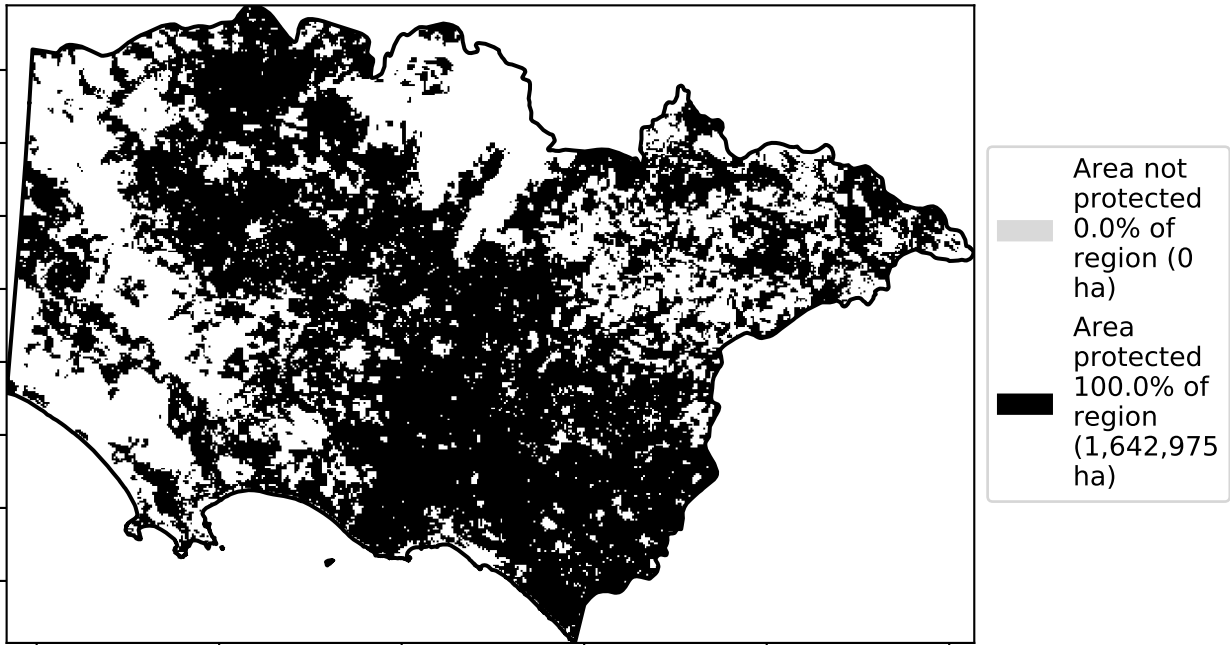 Area not
protected
0.0% of
region (0
ha)
Area
protected
100.0% of
region
(1,642,975
ha)